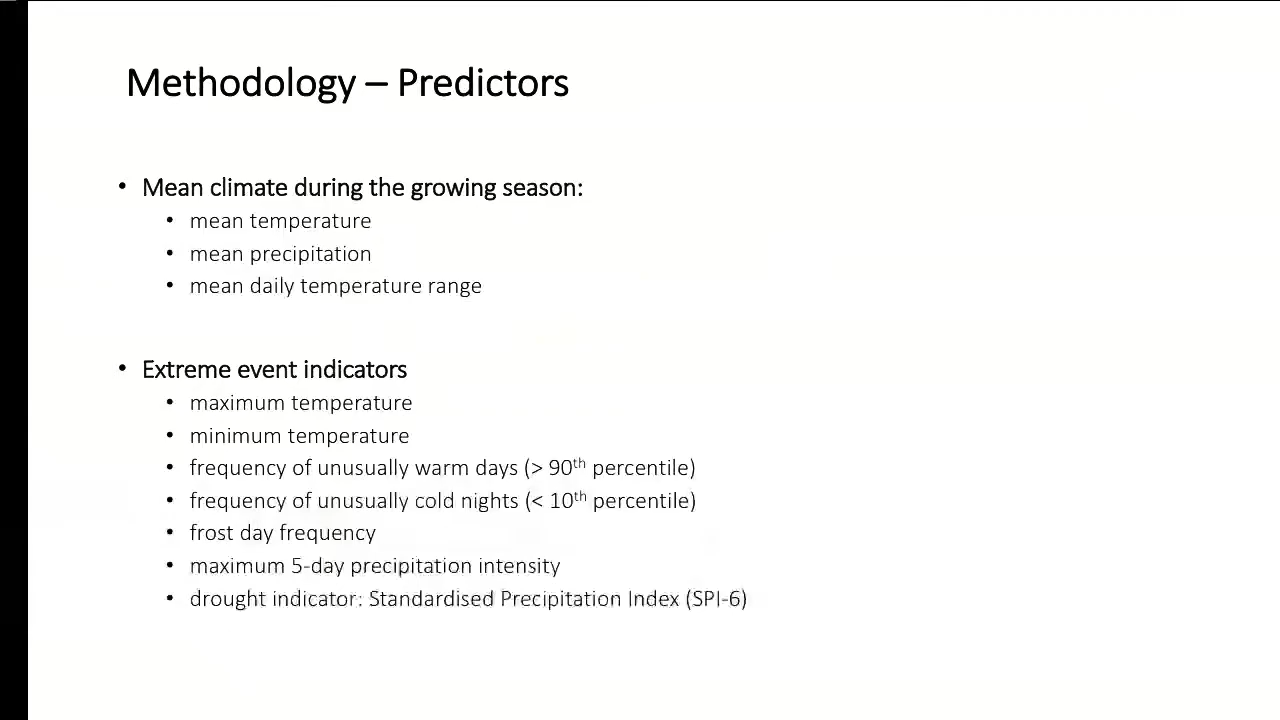 Methodology – Predictors
• Mean climate during the growing season:
• mean temperature
• mean precipitation
• mean daily temperature range
• Extreme event indicators
• maximum temperature
• minimum temperature
• frequency of unusually warm days (> 90th percentile)
• frequency of unusually cold nights (< 10th percentile)
• frost day frequency
• maximum 5-day precipitation intensity
• drought indicator: Standardised Precipitation Index (SPI-6)